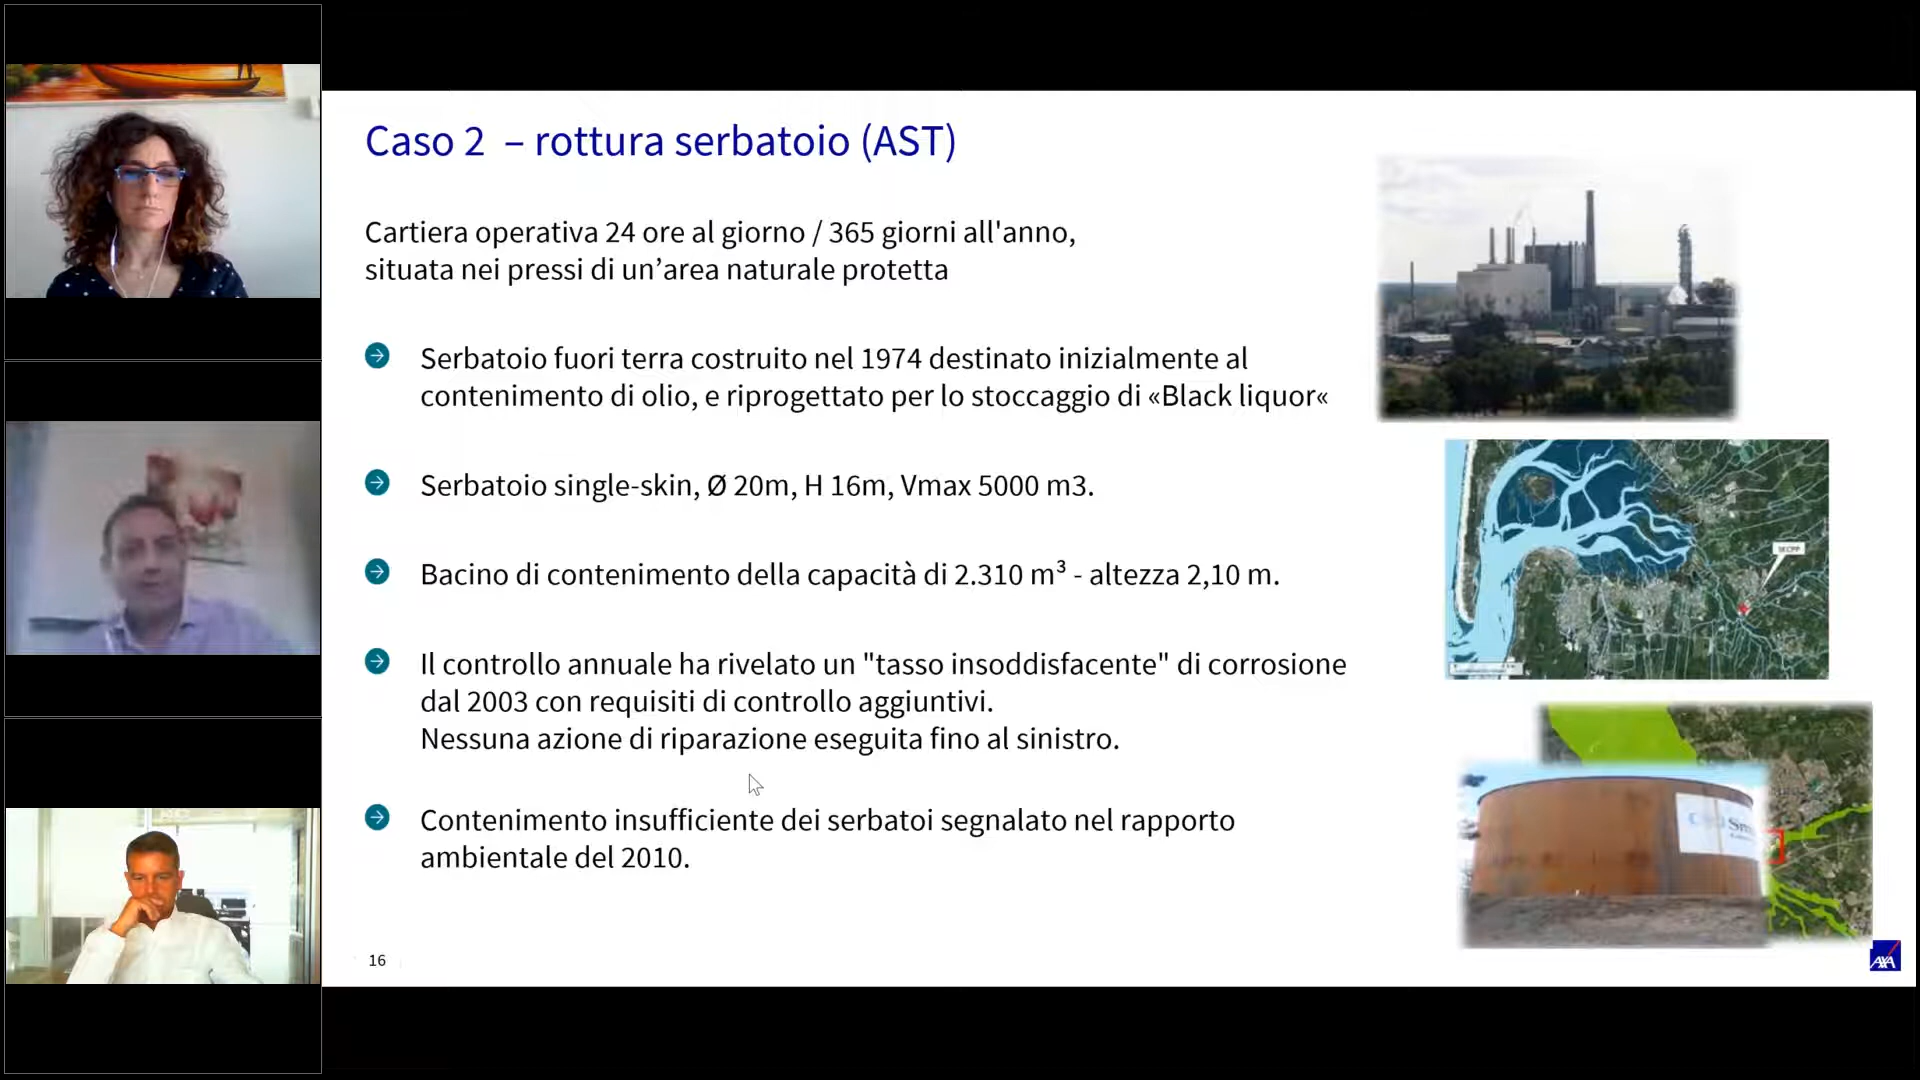 Caso 2 – rottura serbatoio (AST)
Cartiera operativa 24 ore al giorno / 365 giorni all'anno,
situata nei pressi di un’area naturale protetta
Serbatoio fuori terra costruito nel 1974 destinato inizialmente al
contenimento di olio, e riprogettato per lo stoccaggio di «Black liquor«
Serbatoio single-skin, Ø 20m, H 16m, Vmax 5000 m3.
Bacino di contenimento della capacità di 2.310 m³ - altezza 2,10 m.
Il controllo annuale ha rivelato un "tasso insoddisfacente" di corrosione
dal 2003 con requisiti di controllo aggiuntivi.
Nessuna azione di riparazione eseguita fino al sinistro.
Contenimento insufficiente dei serbatoi segnalato nel rapporto
ambientale del 2010.
16
AXA